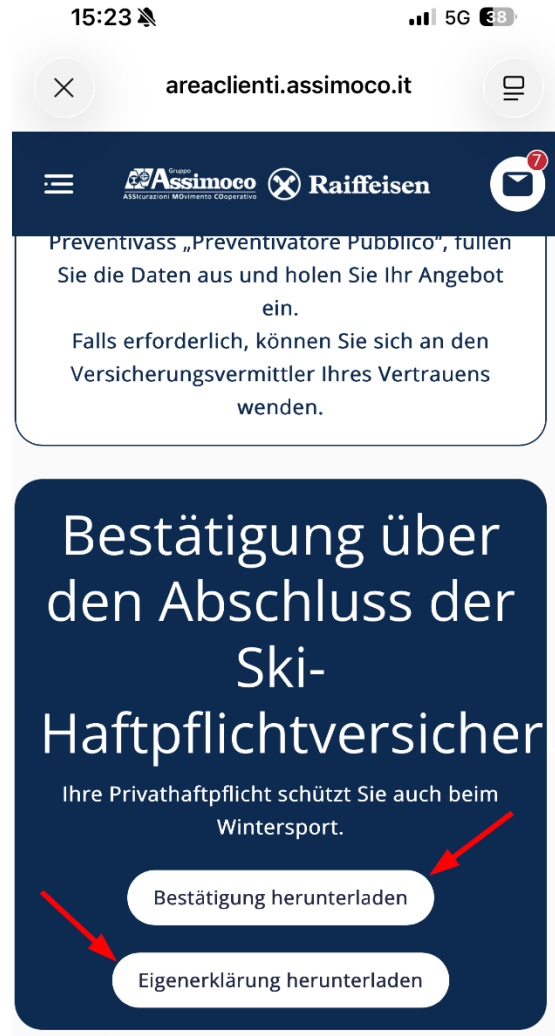 15:23
5G 38
areaclienti.assimoco.it
Gruppo
Assimoco
ASSIcurazioni MOvimento COoperativo
Raiffeisen
7
Preventivass „Preventivatore Pubblico“, füllen
Sie die Daten aus und holen Sie Ihr Angebot
ein.
Falls erforderlich, können Sie sich an den
Versicherungsvermittler Ihres Vertrauens
wenden.
Bestätigung über
den Abschluss der
Ski-
Haftpflichtversicher
Ihre Privathaftpflicht schützt Sie auch beim
Wintersport.
Bestätigung herunterladen
Eigenerklärung herunterladen